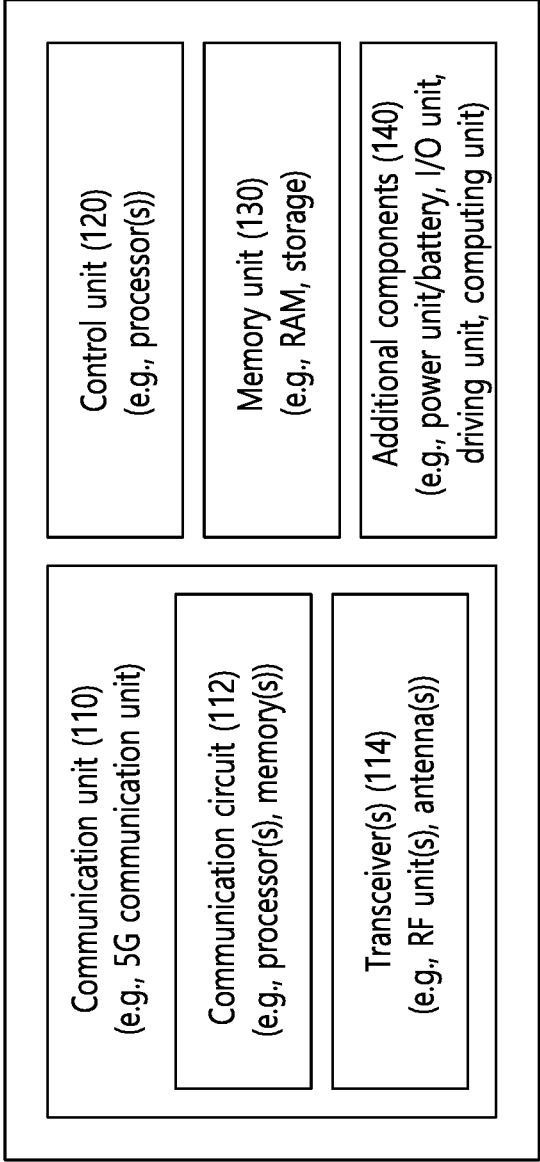 Communication unit (110)
(e.g., 5G communication unit)
Communication circuit (112)
(e.g., processor(s), memory(s))
Transceiver(s) (114)
(e.g., RF unit(s), antenna(s))
Control unit (120)
(e.g., processor(s))
Memory unit (130)
(e.g., RAM, storage)
Additional components (140)
(e.g., power unit/battery, I/O unit,
driving unit, computing unit)